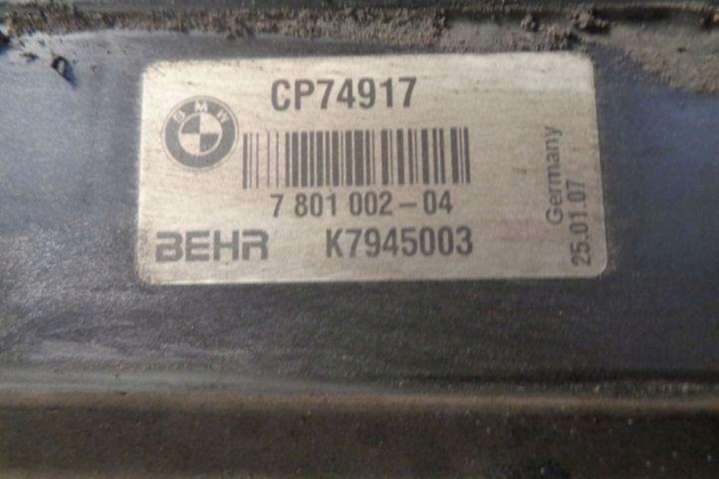 CP74917
BMW
7 801 002-04
BEHR K7945003
Germany
25.01.07